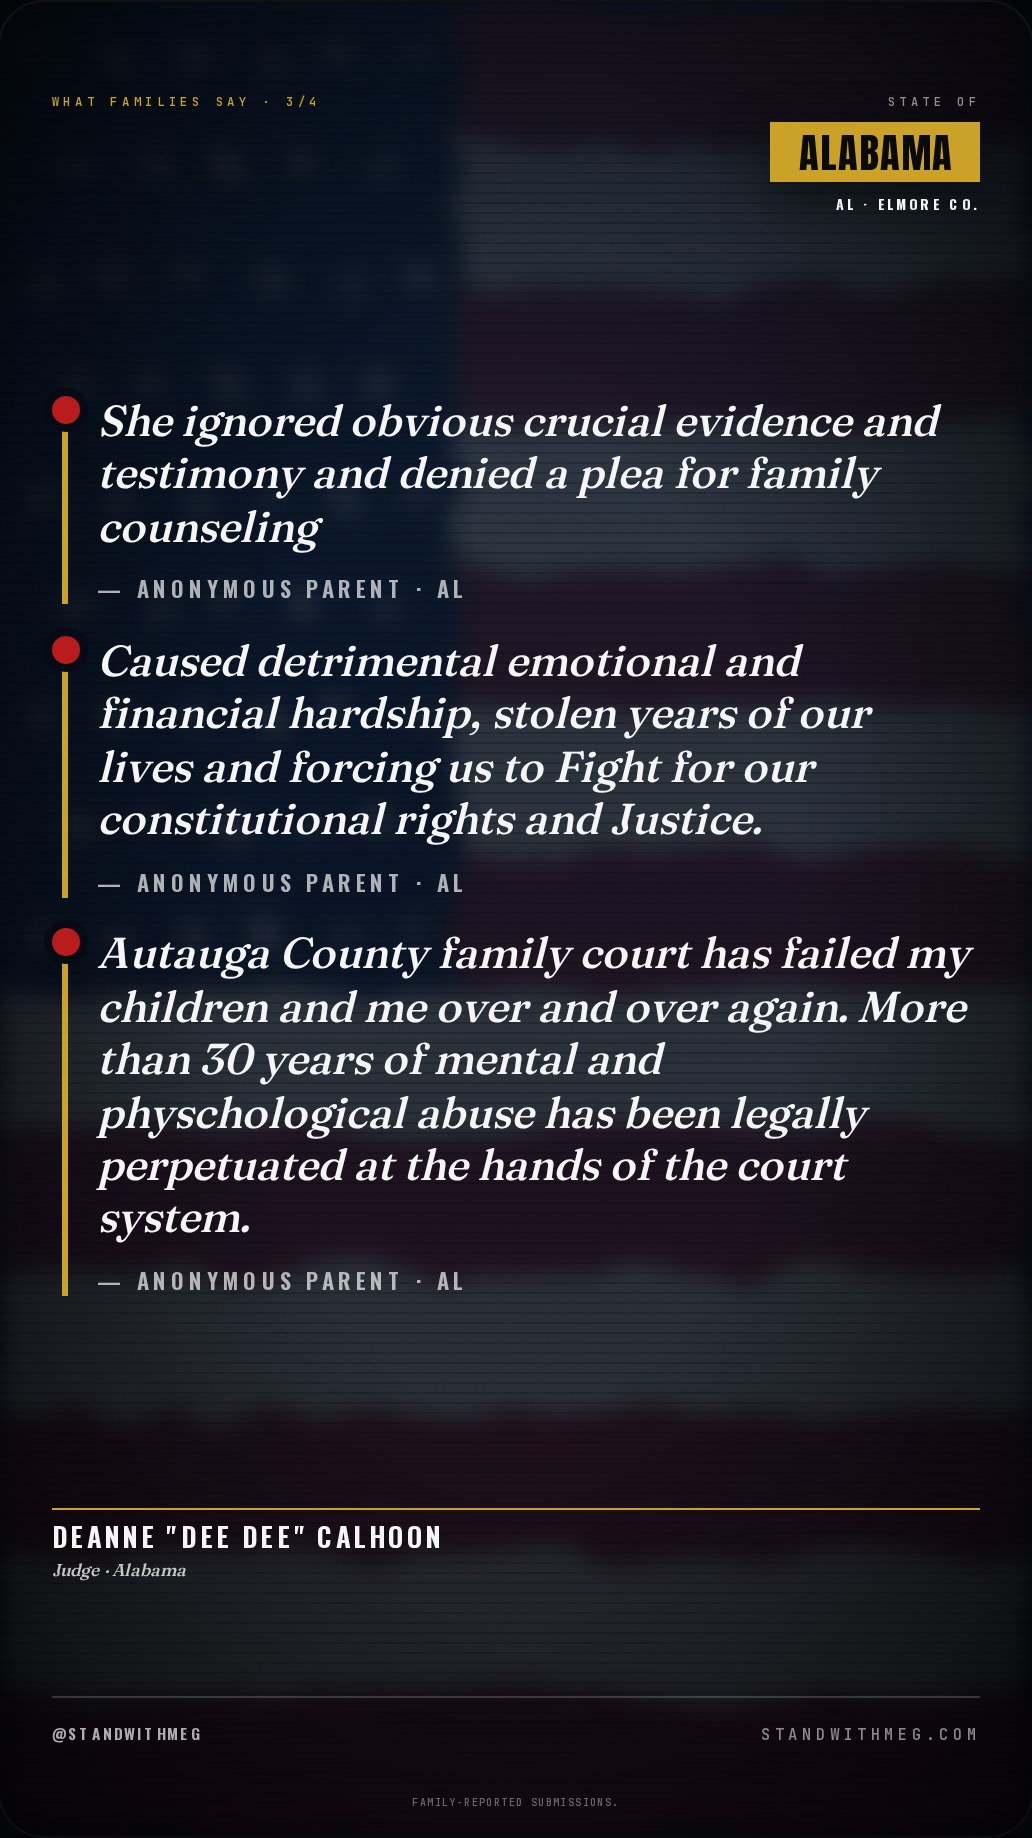 WHAT FAMILIES SAY · 3/4
STATE OF
ALABAMA
AL · ELMORE CO.
She ignored obvious crucial evidence and
testimony and denied a plea for family
counseling
— ANONYMOUS PARENT · AL
Caused detrimental emotional and
financial hardship, stolen years of our
lives and forcing us to Fight for our
constitutional rights and Justice.
— ANONYMOUS PARENT · AL
Autauga County family court has failed my
children and me over and over again. More
than 30 years of mental and
physchological abuse has been legally
perpetuated at the hands of the court
system.
— ANONYMOUS PARENT · AL
DEANNE "DEE DEE" CALHOON
Judge · Alabama
@STANDWITHMEG
STANDWITHMEG.COM
FAMILY-REPORTED SUBMISSIONS.